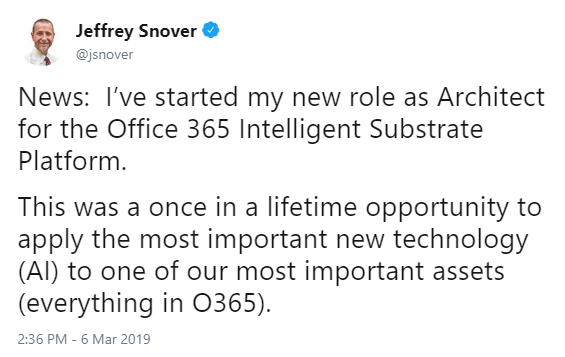 Jeffrey Snover
@jsnover
News:  I've started my new role as Architect
for the Office 365 Intelligent Substrate
Platform.
This was a once in a lifetime opportunity to
apply the most important new technology
(AI) to one of our most important assets
(everything in O365).
2:36 PM - 6 Mar 2019